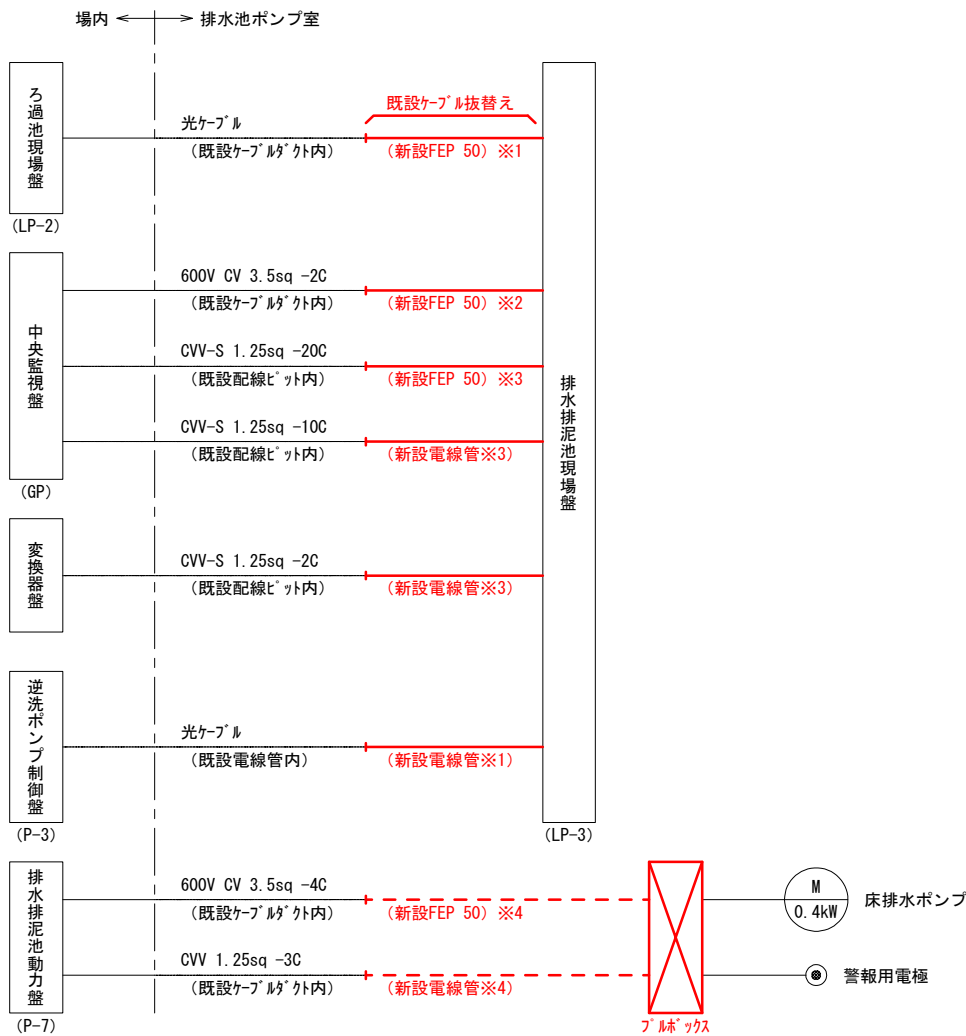 場内
排水池ポンプ室
ろ過池現場盤
(LP-2)
光ｹｰﾌﾞﾙ
(既設ｹｰﾌﾞﾙﾀﾞｸﾄ内)
既設ｹｰﾌﾞﾙ抜替え
(新設FEP 50) ※1
中央監視盤
(GP)
600V CV 3.5sq -2C
(既設ｹｰﾌﾞﾙﾀﾞｸﾄ内)
(新設FEP 50) ※2
CVV-S 1.25sq -20C
(既設配線ﾋﾟｯﾄ内)
(新設FEP 50) ※3
CVV-S 1.25sq -10C
(既設配線ﾋﾟｯﾄ内)
(新設電線管※3)
変換器盤
CVV-S 1.25sq -2C
(既設配線ﾋﾟｯﾄ内)
(新設電線管※3)
逆洗ポンプ制御盤
(P-3)
光ｹｰﾌﾞﾙ
(既設電線管内)
(新設電線管※1)
排水排泥池現場盤
(LP-3)
排水排泥池動力盤
(P-7)
600V CV 3.5sq -4C
(既設ｹｰﾌﾞﾙﾀﾞｸﾄ内)
(新設FEP 50) ※4
CVV 1.25sq -3C
(既設ｹｰﾌﾞﾙﾀﾞｸﾄ内)
(新設電線管※4)
ﾌﾟﾙﾎﾞｯｸｽ
M
0.4kW
床排水ポンプ
警報用電極